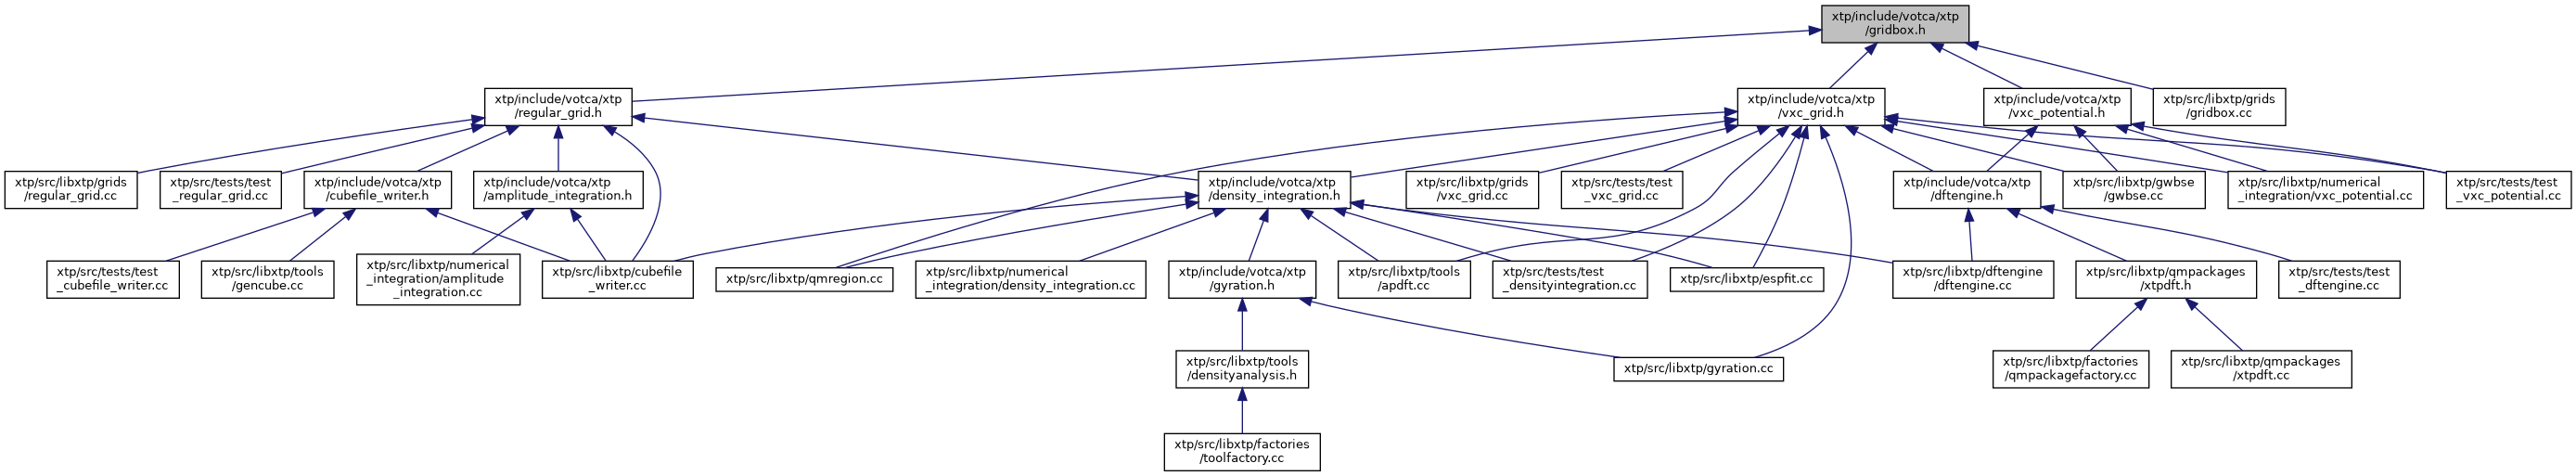 xtp/include/votca/xtp
/gridbox.h
xtp/include/votca/xtp
/regular_grid.h
xtp/include/votca/xtp
/vxc_grid.h
xtp/include/votca/xtp
/vxc_potential.h
xtp/src/libxtp/grids
/gridbox.cc
xtp/src/libxtp/grids
/regular_grid.cc
xtp/src/tests/test
_regular_grid.cc
xtp/include/votca/xtp
/cubefile_writer.h
xtp/include/votca/xtp
/amplitude_integration.h
xtp/include/votca/xtp
/density_integration.h
xtp/src/libxtp/grids
/vxc_grid.cc
xtp/src/tests/test
_vxc_grid.cc
xtp/include/votca/xtp
/dftengine.h
xtp/src/libxtp/gwbse
/gwbse.cc
xtp/src/libxtp/numerical
_integration/vxc_potential.cc
xtp/src/tests/test
_vxc_potential.cc
xtp/src/tests/test
_cubefile_writer.cc
xtp/src/libxtp/tools
/gencube.cc
xtp/src/libxtp/numerical
_integration/amplitude
_integration.cc
xtp/src/libxtp/cubefile
_writer.cc
xtp/src/libxtp/qmregion.cc
xtp/src/libxtp/numerical
_integration/density_integration.cc
xtp/include/votca/xtp
/gyration.h
xtp/src/libxtp/tools
/apdft.cc
xtp/src/tests/test
_densityintegration.cc
xtp/src/libxtp/espfit.cc
xtp/src/libxtp/dftengine
/dftengine.cc
xtp/src/libxtp/qmpackages
/xtpdft.h
xtp/src/tests/test
_dftengine.cc
xtp/src/libxtp/tools
/densityanalysis.h
xtp/src/libxtp/gyration.cc
xtp/src/libxtp/factories
/qmpackagefactory.cc
xtp/src/libxtp/qmpackages
/xtpdft.cc
xtp/src/libxtp/factories
/toolfactory.cc